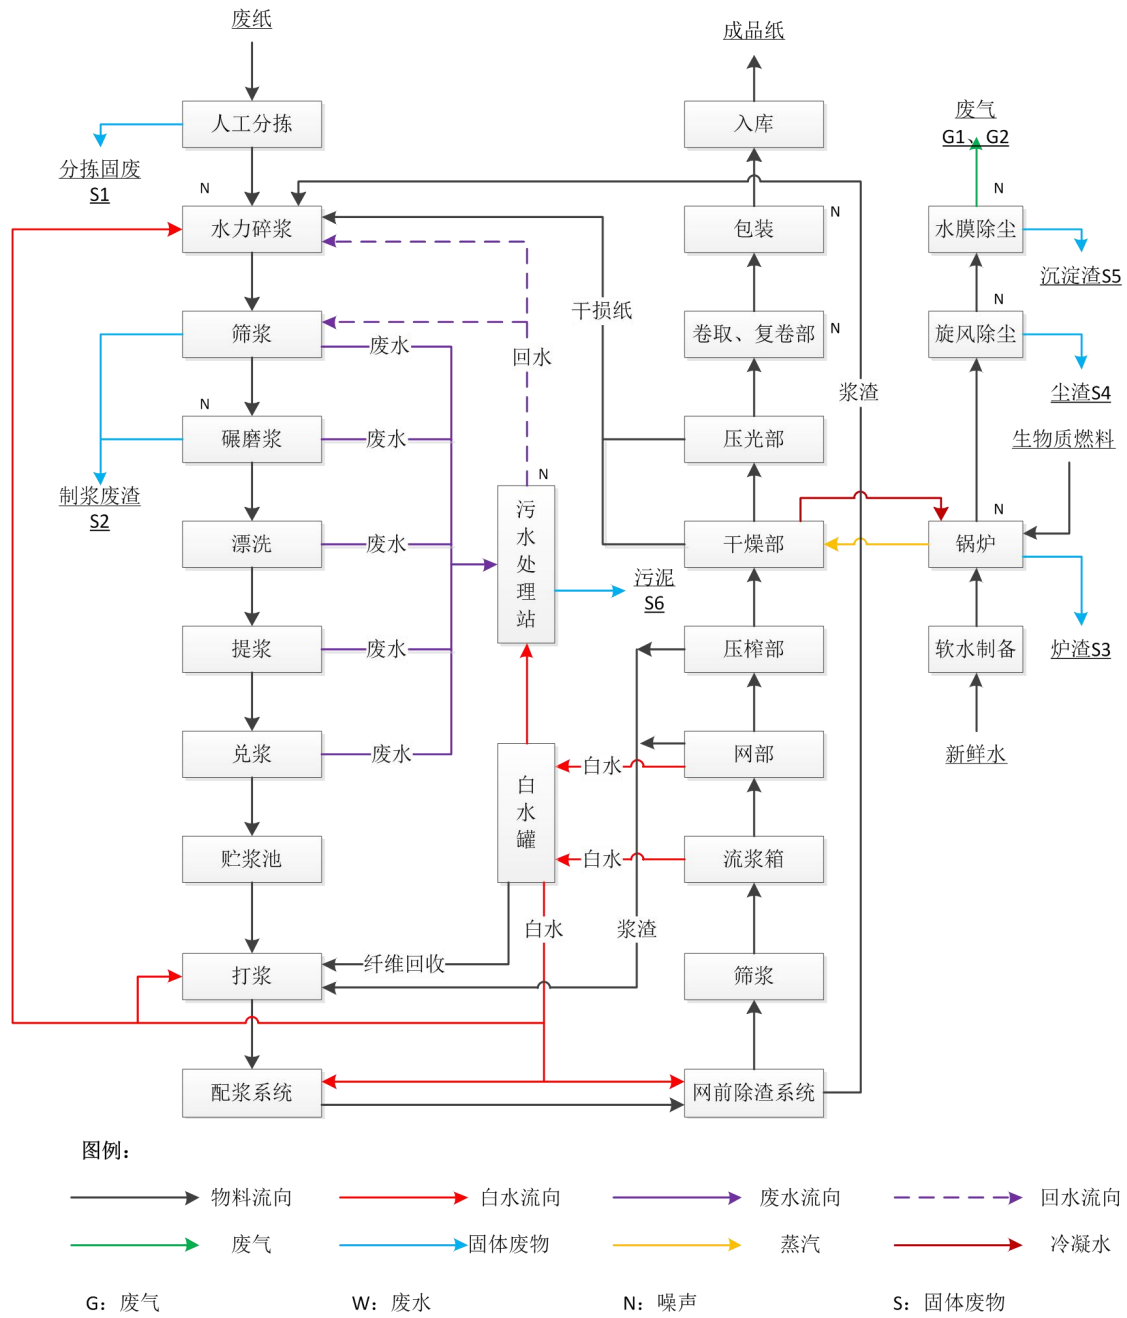 废纸
成品纸
人工分拣
入库
废气
G1、G2
分拣固废
S1
N
N
水力碎浆
包装
N
水膜除尘
沉淀渣S5
干损纸
N
筛浆
废水
回水
卷取、复卷部
N
旋风除尘
浆渣
尘渣S4
N
碾磨浆
废水
压光部
生物质燃料
制浆废渣
S2
N
污水处理站
N
漂洗
废水
干燥部
锅炉
污泥
S6
提浆
废水
压榨部
软水制备
炉渣S3
兑浆
废水
白水罐
白水
网部
新鲜水
贮浆池
白水
流浆箱
白水
浆渣
纤维回收
打浆
筛浆
配浆系统
网前除渣系统
图例：
物料流向
白水流向
废水流向
回水流向
废气
固体废物
蒸汽
冷凝水
G：废气
W：废水
N：噪声
S：固体废物